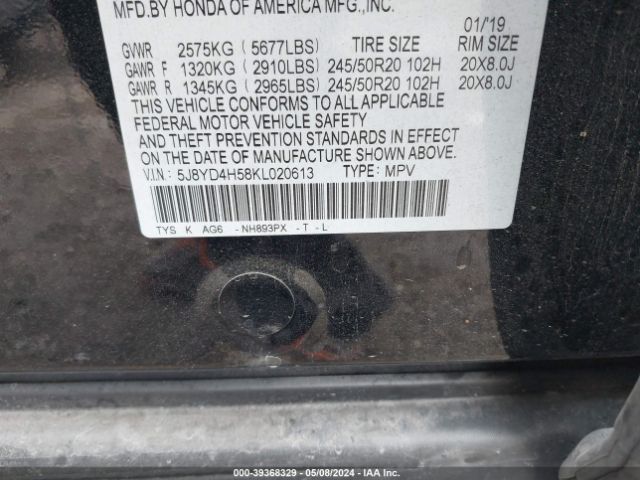 MFD.BY HONDA OF AMERICA MFG.,INC.
01/'19
GVWR 2575KG (5677LBS) TIRE SIZE RIM SIZE
GAWR F 1320KG (2910LBS) 245/50R20 102H 20X8.0J
GAWR R 1345KG (2965LBS) 245/50R20 102H 20X8.0J
THIS VEHICLE CONFORMS TO ALL APPLICABLE
FEDERAL MOTOR VEHICLE SAFETY
AND THEFT PREVENTION STANDARDS IN EFFECT
ON THE DATE OF MANUFACTURE SHOWN ABOVE.
V.I.N.: 5J8YD4H58KL020613 TYPE: MPV
TYS K AG6 -NH893PX -T -L
000-39368329 - 05/08/2024 - IAA Inc.